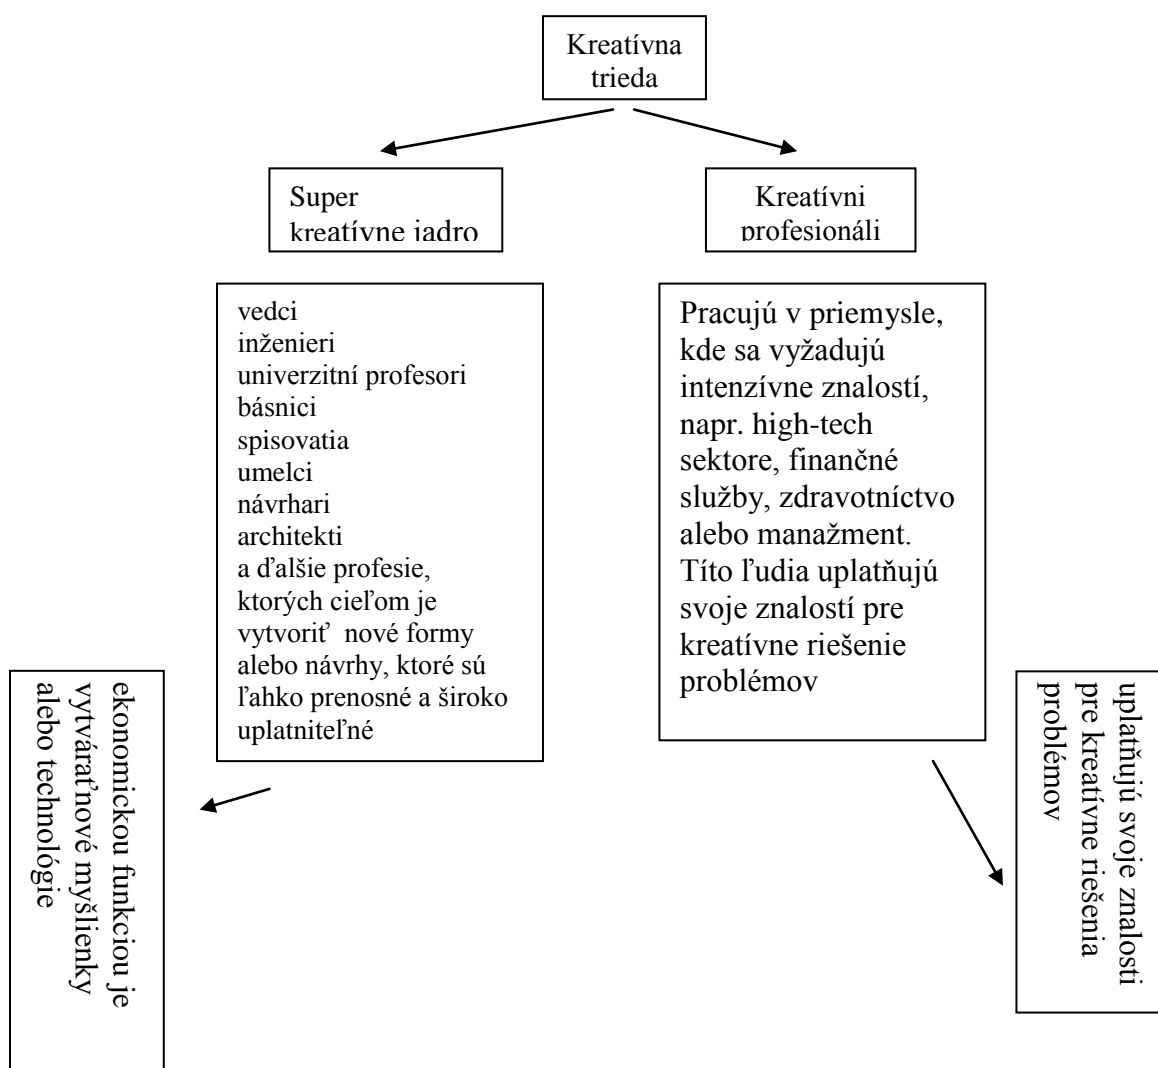 Kreatívna
trieda
Super
kreatívne jadro
Kreatívni
profesionáli
vedci
inženieri
univerzitní profesori
básnici
spisovatia
umelci
návrhari
architekti
a ďalšie profesie,
ktorých cieľom je
vytvoriť nové formy
alebo návrhy, ktoré sú
ľahko prenosné a široko
uplatniteľné
Pracujú v priemysle,
kde sa vyžadujú
intenzívne znalostí,
napr. high-tech
sektore, finančné
služby, zdravotníctvo
alebo manažment.
Títo ľudia uplatňujú
svoje znalostí pre
kreatívne riešenie
problémov
ekonomickou funkciou je
vytváraťnové myšlienky
alebo technológie
uplatňujú svoje znalosti
pre kreatívne riešenia
problémov